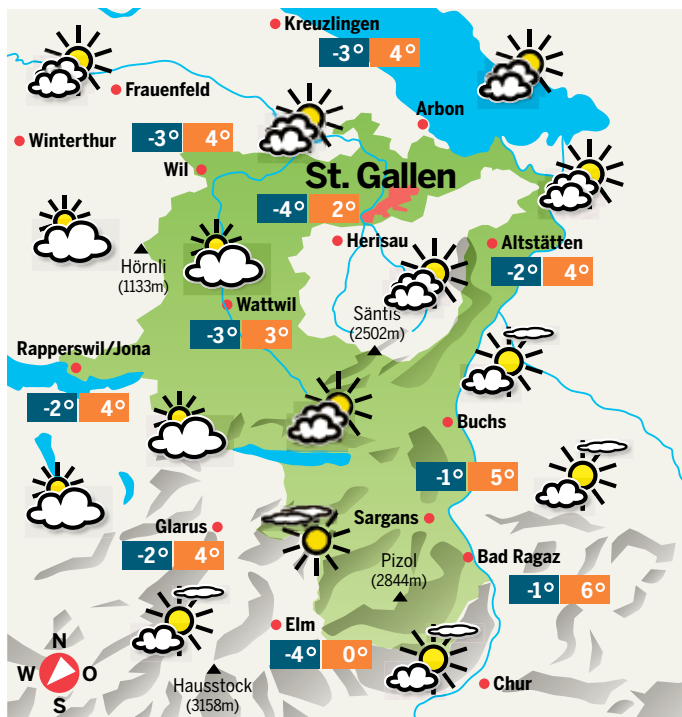 Kreuzlingen
-3° 4°
Frauenfeld
Arbon
Winterthur
-3° 4°
Wil
St. Gallen
-4° 2°
Herisau
Altstätten
-2° 4°
Hörnli
(1133m)
Wattwil
-3° 3°
Säntis
(2502m)
Rapperswil/Jona
-2° 4°
Buchs
-1° 5°
Sargans
Glarus
-2° 4°
Pizol
(2844m)
Bad Ragaz
-1° 6°
Elm
-4° 0°
N
W O
S
Hausstock
(3158m)
Chur